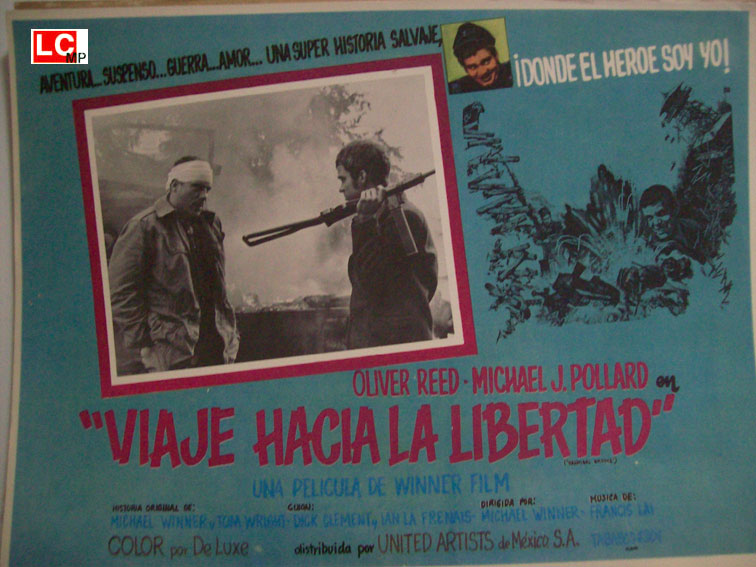 LC
MP
AVENTURA... SUSPENSO... GUERRA... AMOR... UNA SUPER HISTORIA SALVAJE,
¡DONDE EL HEROE SOY YO!
OLIVER REED - MICHAEL J. POLLARD en
"VIAJE HACIA LA LIBERTAD"
(HANNIBAL BROOKS)
UNA PELICULA DE WINNER FILM
HISTORIA ORIGINAL DE: GUION: DIRIGIDA POR: MUSICA DE:
MICHAEL WINNER y TOM WRIGHT - DICK CLEMENT y IAN LA FRENAIS - MICHAEL WINNER - FRANCIS LAI
COLOR por De Luxe distribuida por UNITED ARTISTS de México, S.A.